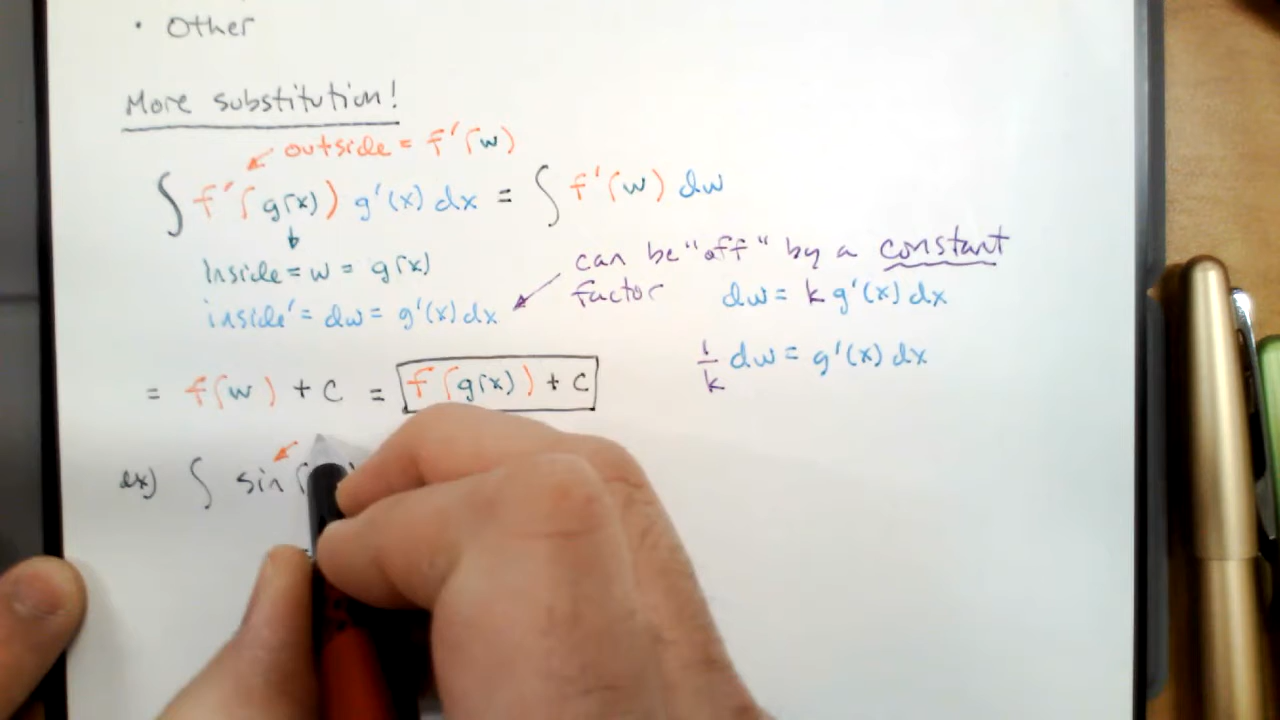 • Other
More substitution!
outside = f'(w)
∫ f'(g(x)) g'(x) dx = ∫ f'(w) dw
inside = w = g(x)
inside' = dw = g'(x) dx
can be "off" by a constant
factor dw = k g'(x) dx
1/k dw = g'(x) dx
= f(w) + C = f(g(x)) + C
ex) ∫ sin(